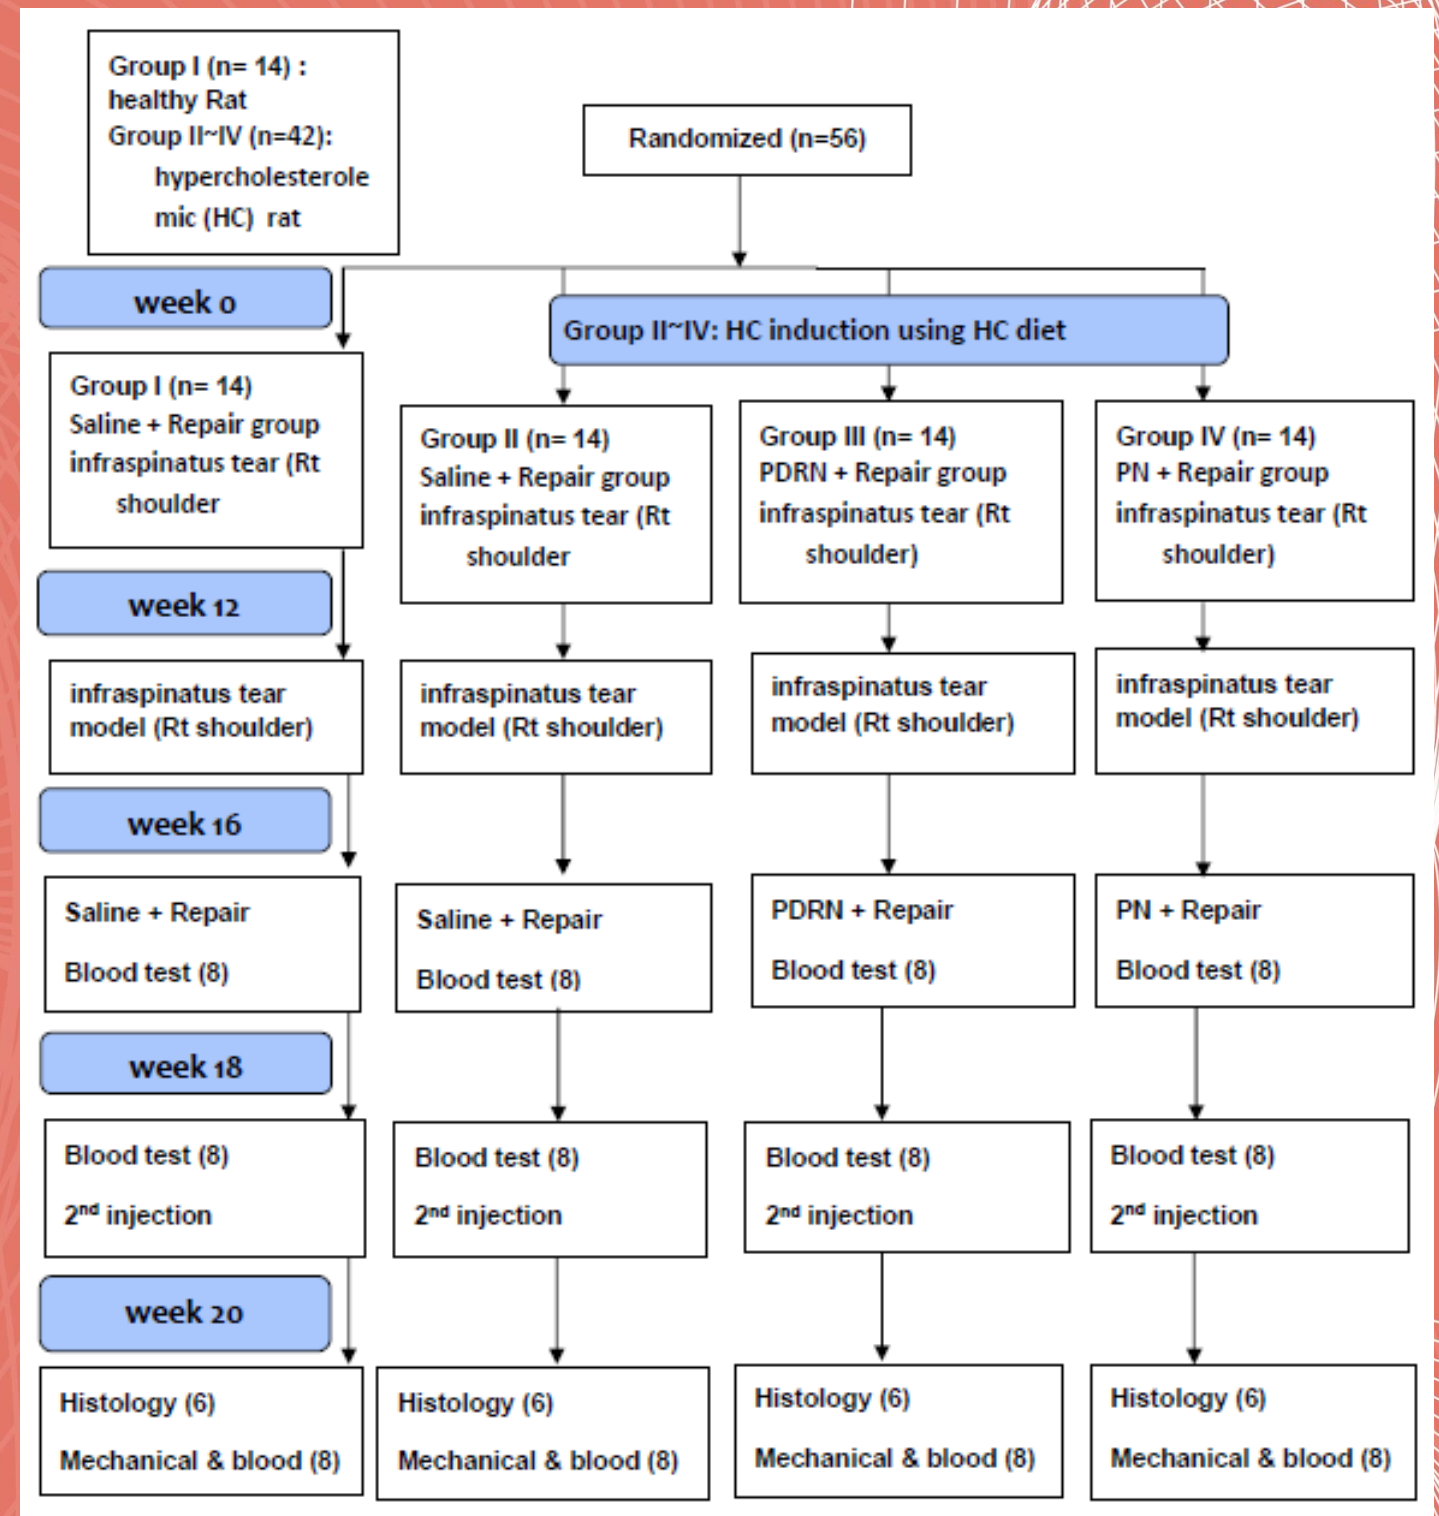 Group I (n= 14) :
healthy Rat
Group II~IV (n=42):
hypercholesterole
mic (HC) rat
Randomized (n=56)
week 0
Group II~IV: HC induction using HC diet
Group I (n= 14)
Saline + Repair group
infraspinatus tear (Rt
shoulder
Group II (n= 14)
Saline + Repair group
infraspinatus tear (Rt
shoulder
Group III (n= 14)
PDRN + Repair group
infraspinatus tear (Rt
shoulder)
Group IV (n= 14)
PN + Repair group
infraspinatus tear (Rt
shoulder)
week 12
infraspinatus tear
model (Rt shoulder)
infraspinatus tear
model (Rt shoulder)
infraspinatus tear
model (Rt shoulder)
infraspinatus tear
model (Rt shoulder)
week 16
Saline + Repair
Blood test (8)
Saline + Repair
Blood test (8)
PDRN + Repair
Blood test (8)
PN + Repair
Blood test (8)
week 18
Blood test (8)
2nd injection
Blood test (8)
2nd injection
Blood test (8)
2nd injection
Blood test (8)
2nd injection
week 20
Histology (6)
Mechanical & blood (8)
Histology (6)
Mechanical & blood (8)
Histology (6)
Mechanical & blood (8)
Histology (6)
Mechanical & blood (8)